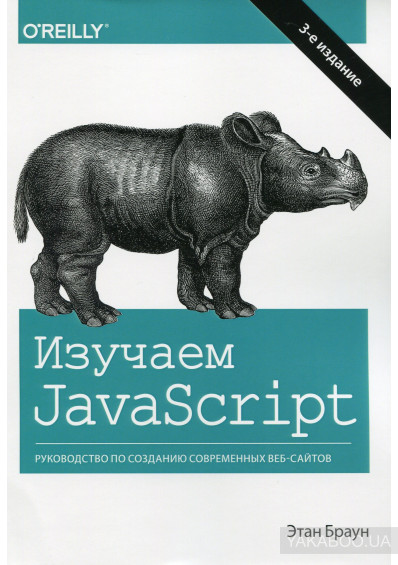 O'REILLY®
3-е издание
Изучаем
JavaScript
РУКОВОДСТВО ПО СОЗДАНИЮ СОВРЕМЕННЫХ ВЕБ-САЙТОВ
Этан Браун
YAKABOO.UA